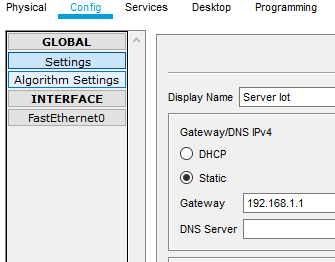 Physical Config Services Desktop Programming
GLOBAL
Settings
Algorithm Settings
INTERFACE
FastEthernet0
Display Name Server Iot
Gateway/DNS IPv4
DHCP
Static
Gateway 192.168.1.1
DNS Server